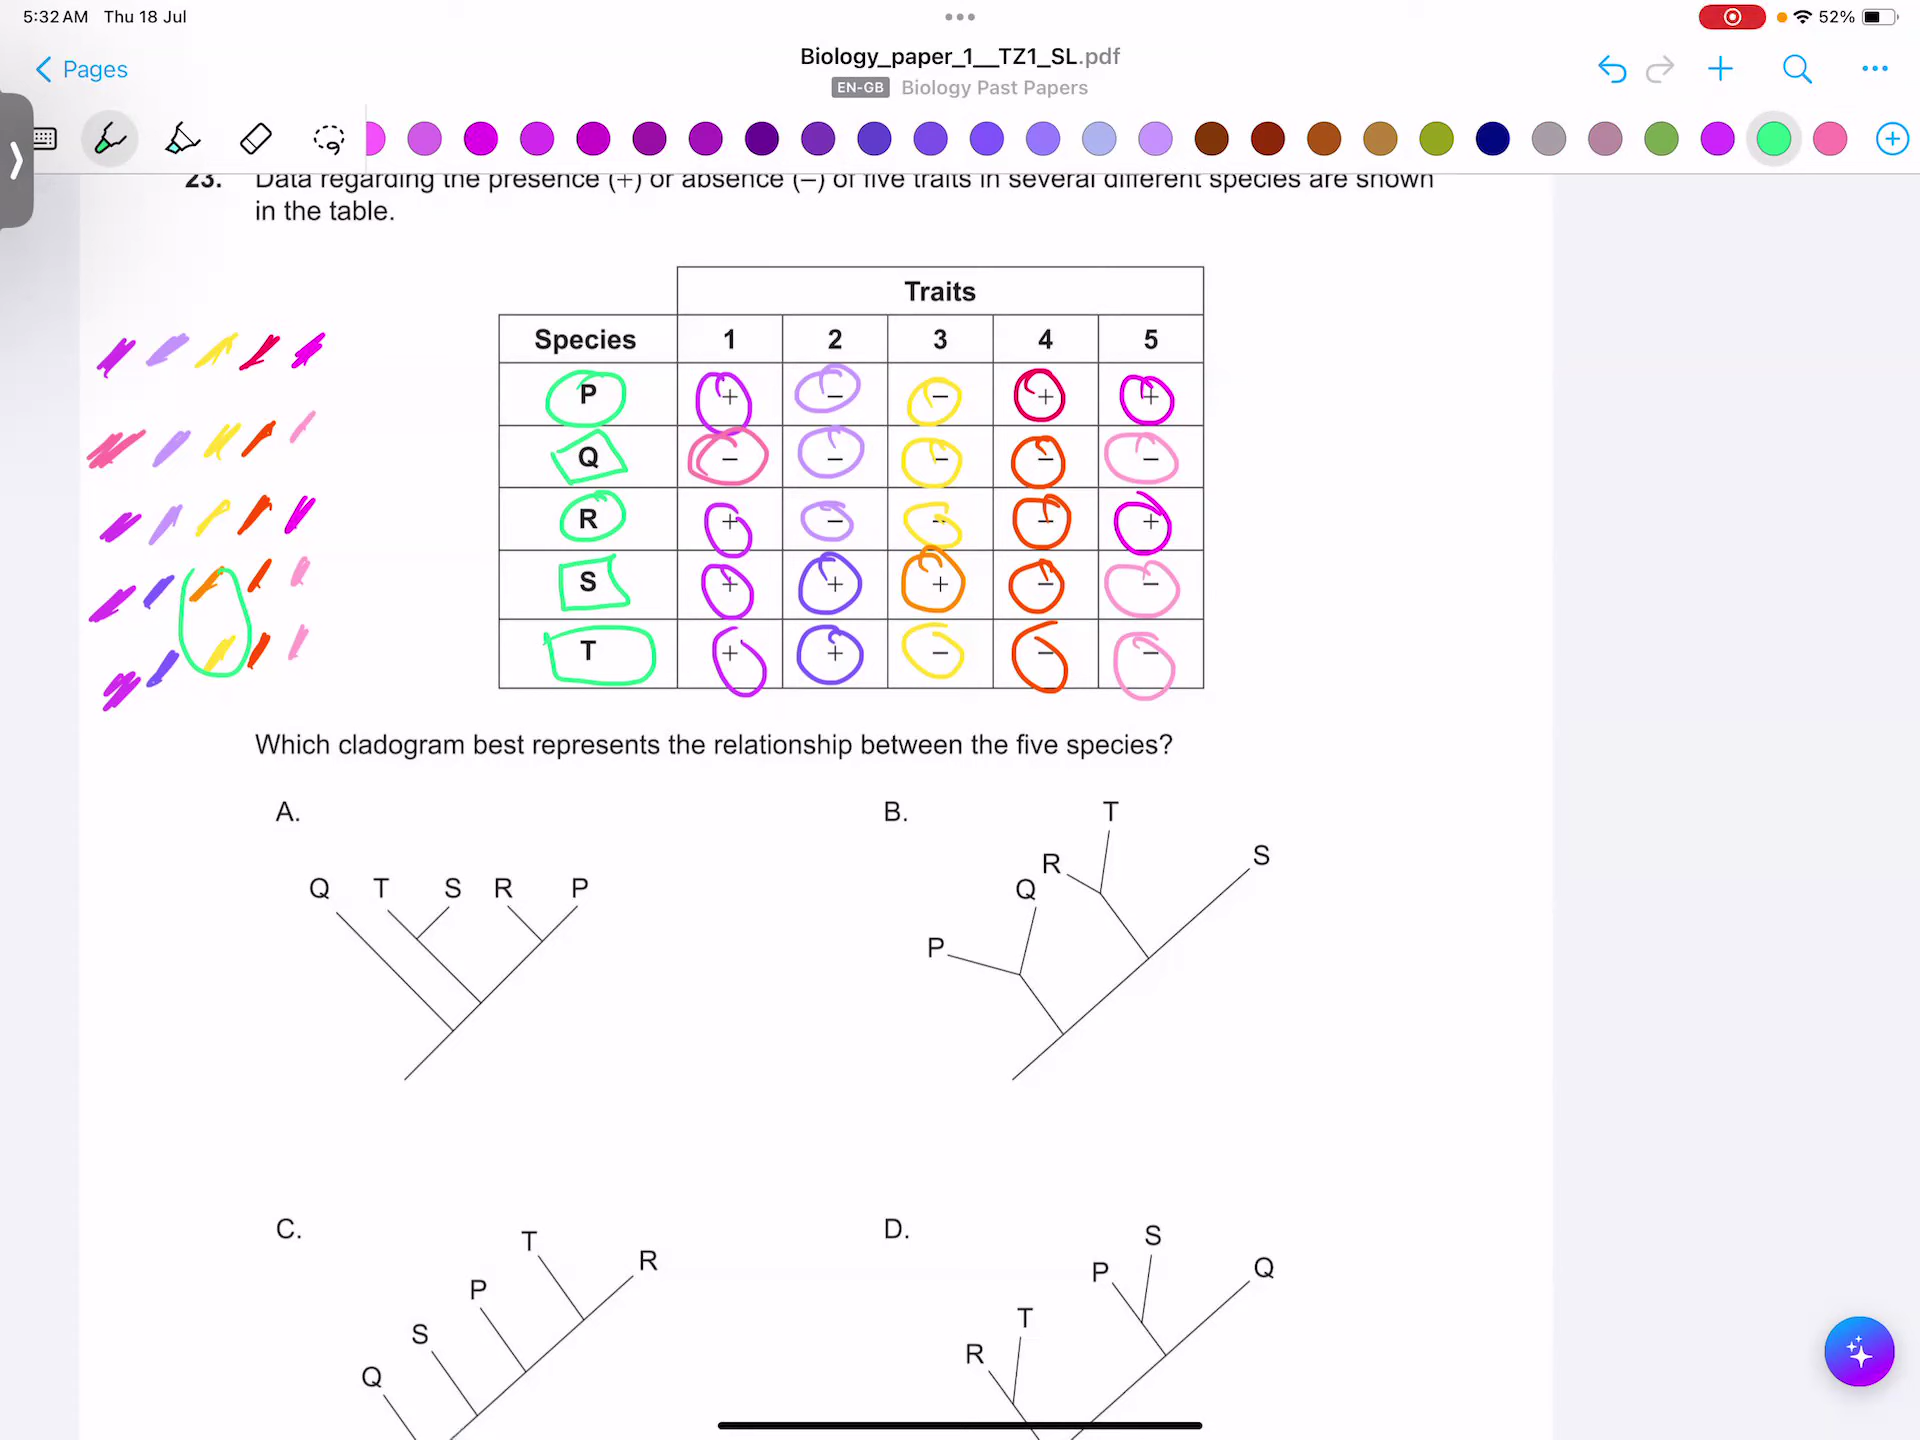 5:32 AM Thu 18 Jul
52%
Pages
Biology_paper_1__TZ1_SL.pdf
EN-GB Biology Past Papers
23. Data regarding the presence (+) or absence (–) of five traits in several different species are shown
in the table.
Traits
Species 1 2 3 4 5
P + – – + +
Q – – – – –
R + – – – +
S + + + – –
T + + – – –
Which cladogram best represents the relationship between the five species?
A.
Q T S R P
B.
T
S
R
Q
P
C.
T
R
P
S
Q
D.
S
Q
P
T
R